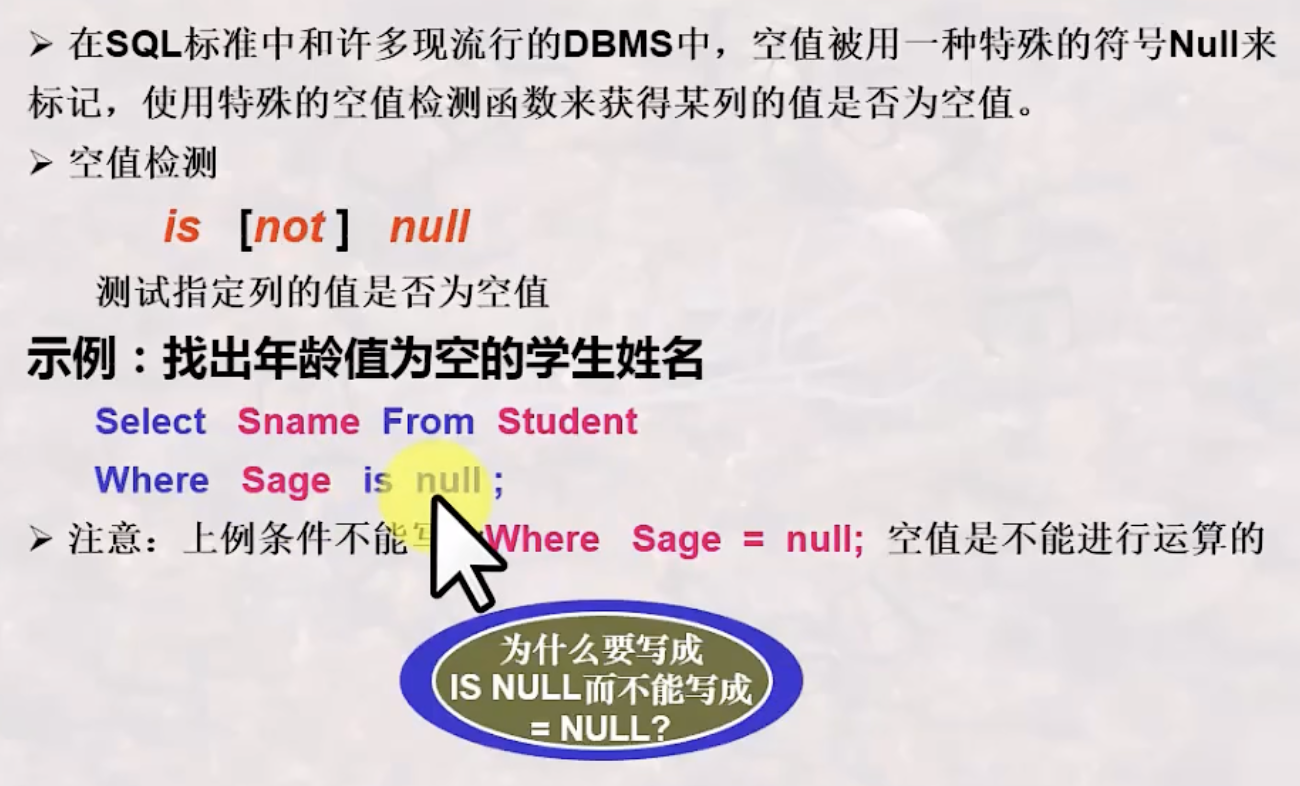 ➢ 在SQL标准中和许多现流行的DBMS中，空值被用一种特殊的符号Null来
标记，使用特殊的空值检测函数来获得某列的值是否为空值。
➢ 空值检测
is [not ] null
测试指定列的值是否为空值
示例：找出年龄值为空的学生姓名
Select Sname From Student
Where Sage is null ;
➢ 注意：上例条件不能写 Where Sage = null; 空值是不能进行运算的
为什么要写成
IS NULL而不能写成
= NULL?